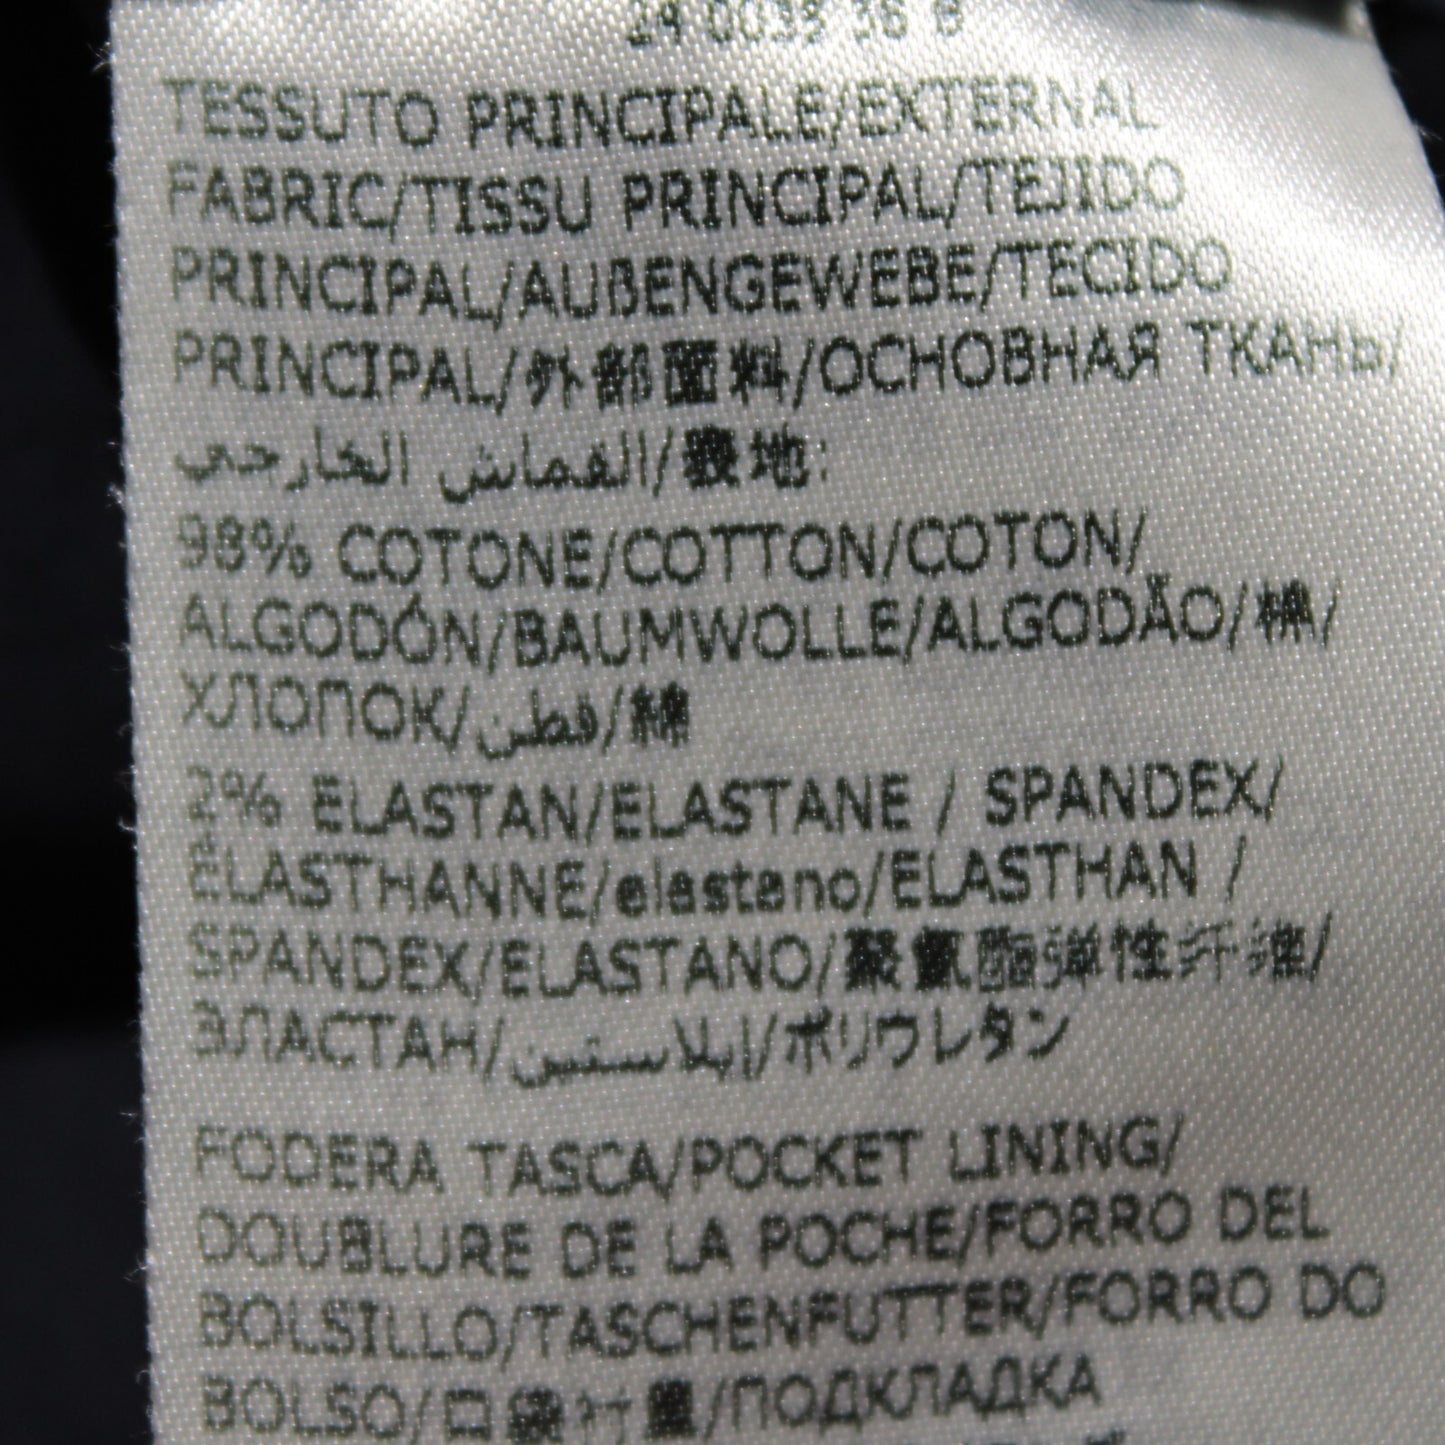 TESSUTO PRINCIPALE/EXTERNAL
FABRIC/TISSU PRINCIPAL/TEJIDO
PRINCIPAL/AUßENGEWEBE/TECIDO
PRINCIPAL/外部面料/ОСНОВНАЯ ТКАНЬ/
القماش الخارجي/表地:
98% COTONE/COTTON/COTON/
ALGODÓN/BAUMWOLLE/ALGODÃO/棉/
ХЛОПОК/قطن/綿
2% ELASTAN/ELASTANE / SPANDEX/
ÉLASTHANNE/elastano/ELASTHAN /
SPANDEX/ELASTANO/聚氨酯弹性纤维/
ЭЛАСТАН/إيلاستين/ポリウレタン
FODERA TASCA/POCKET LINING/
DOUBLURE DE LA POCHE/FORRO DEL
BOLSILLO/TASCHENFUTTER/FORRO DO
BOLSO/口袋衬里/ПОДКЛАДКА